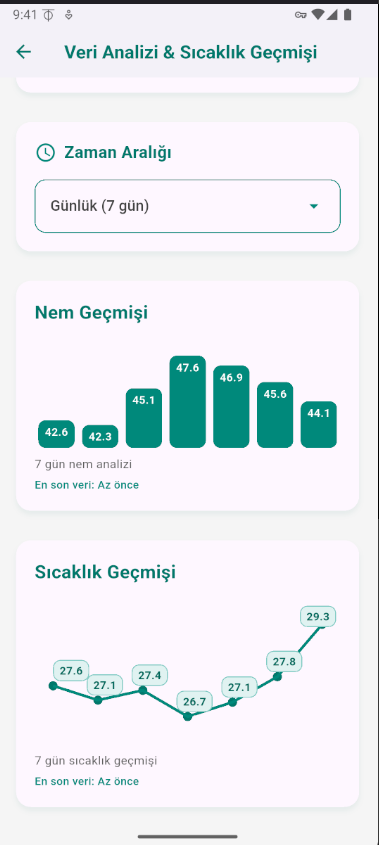 9:41
Veri Analizi & Sıcaklık Geçmişi
Zaman Aralığı
Günlük (7 gün)
Nem Geçmişi
42.6 42.3 45.1 47.6 46.9 45.6 44.1
7 gün nem analizi
En son veri: Az önce
Sıcaklık Geçmişi
27.6 27.1 27.4 26.7 27.1 27.8 29.3
7 gün sıcaklık geçmişi
En son veri: Az önce